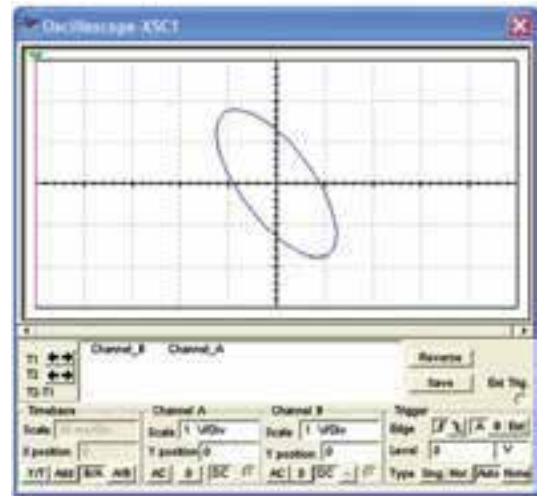 Oscilloscope-XSC1
T1
T2
T2-T1
Channel_B Channel_A
Reverse
Save
Ext Trig.
Timebase
Scale
X position
Y/T Add B/A A/B
Channel A
Scale 1 V/Div
Y position 0
AC 0 DC
Channel B
Scale 1 V/Div
Y position 0
AC 0 DC -
Trigger
Edge A B Ext
Level 0 V
Type Sing. Nor. Auto None